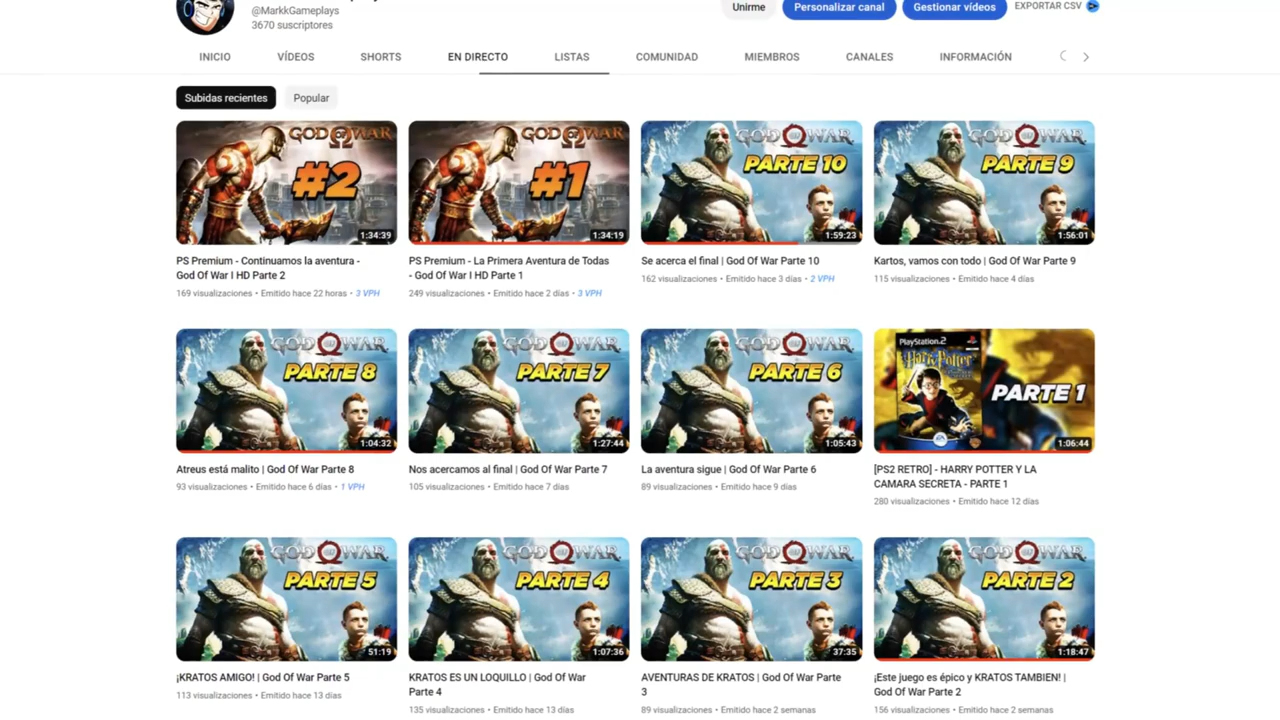 @MarkkGameplays
3670 suscriptores
Unirme
Personalizar canal
Gestionar vídeos
EXPORTAR CSV
INICIO
VÍDEOS
SHORTS
EN DIRECTO
LISTAS
COMUNIDAD
MIEMBROS
CANALES
INFORMACIÓN
Subidas recientes
Popular
GOD OF WAR
#2
1:34:39
GOD OF WAR
#1
1:34:19
GOD OF WAR
PARTE 10
1:59:23
GOD OF WAR
PARTE 9
1:56:01
PS Premium - Continuamos la aventura -
God Of War I HD Parte 2
169 visualizaciones • Emitido hace 22 horas • 3 VPH
PS Premium - La Primera Aventura de Todas
- God Of War I HD Parte 1
249 visualizaciones • Emitido hace 2 días • 3 VPH
Se acerca el final | God Of War Parte 10
162 visualizaciones • Emitido hace 3 días • 2 VPH
Kartos, vamos con todo | God Of War Parte 9
115 visualizaciones • Emitido hace 4 días
GOD OF WAR
PARTE 8
1:04:32
GOD OF WAR
PARTE 7
1:27:44
GOD OF WAR
PARTE 6
1:05:43
PlayStation.2
Harry Potter
EA GAMES
PARTE 1
1:06:44
Atreus está malito | God Of War Parte 8
93 visualizaciones • Emitido hace 6 días • 1 VPH
Nos acercamos al final | God Of War Parte 7
105 visualizaciones • Emitido hace 7 días
La aventura sigue | God Of War Parte 6
89 visualizaciones • Emitido hace 9 días
[PS2 RETRO] - HARRY POTTER Y LA
CAMARA SECRETA - PARTE 1
280 visualizaciones • Emitido hace 12 días
GOD OF WAR
PARTE 5
51:19
GOD OF WAR
PARTE 4
1:07:36
GOD OF WAR
PARTE 3
37:35
GOD OF WAR
PARTE 2
1:18:47
¡KRATOS AMIGO! | God Of War Parte 5
113 visualizaciones • Emitido hace 13 días
KRATOS ES UN LOQUILLO | God Of War
Parte 4
135 visualizaciones • Emitido hace 13 días
AVENTURAS DE KRATOS | God Of War Parte
3
89 visualizaciones • Emitido hace 2 semanas
¡Este juego es épico y KRATOS TAMBIEN! |
God Of War Parte 2
156 visualizaciones • Emitido hace 2 semanas